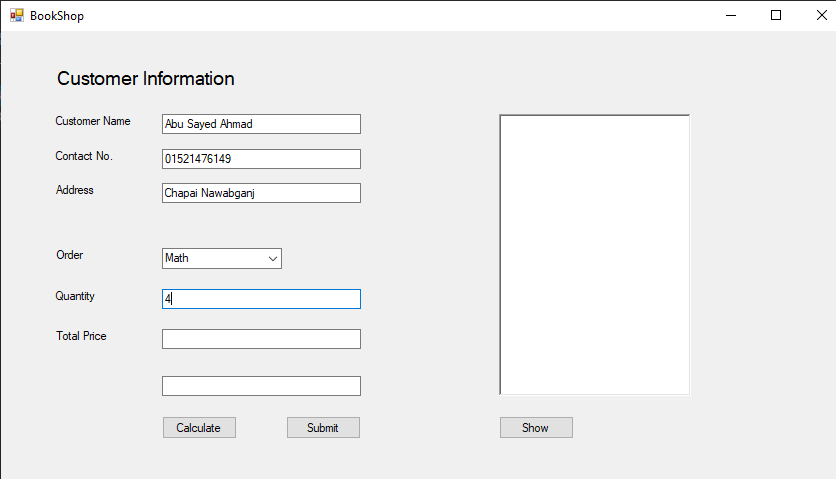 BookShop
Customer Information
Customer Name Abu Sayed Ahmad
Contact No. 01521476149
Address Chapai Nawabganj
Order Math
Quantity 4
Total Price
Calculate Submit Show